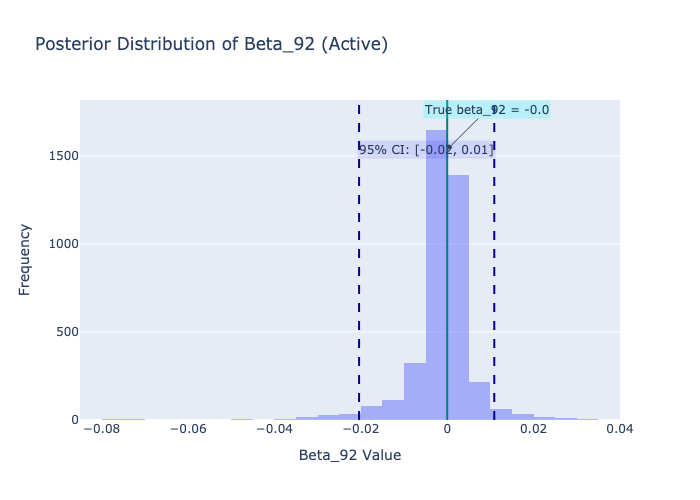 Posterior Distribution of Beta_92 (Active)
True beta_92 = -0.0
95% CI: [-0.02, 0.01]
1500
1000
500
0
Frequency
−0.08 −0.06 −0.04 −0.02 0 0.02 0.04
Beta_92 Value